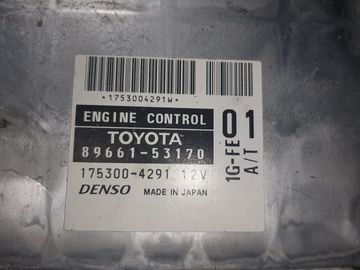 *1753004291W*
ENGINE CONTROL
TOYOTA
89661-53170
175300-4291 12V
DENSO MADE IN JAPAN
01
1G-FE
A/T